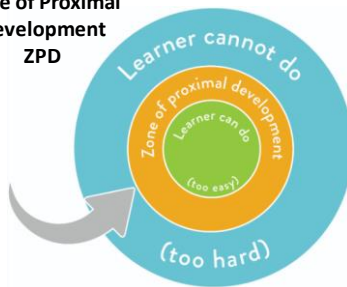 e of Proximal
evelopment
ZPD
Learner cannot do
Zone of proximal development
Learner can do
(too easy)
(too hard)